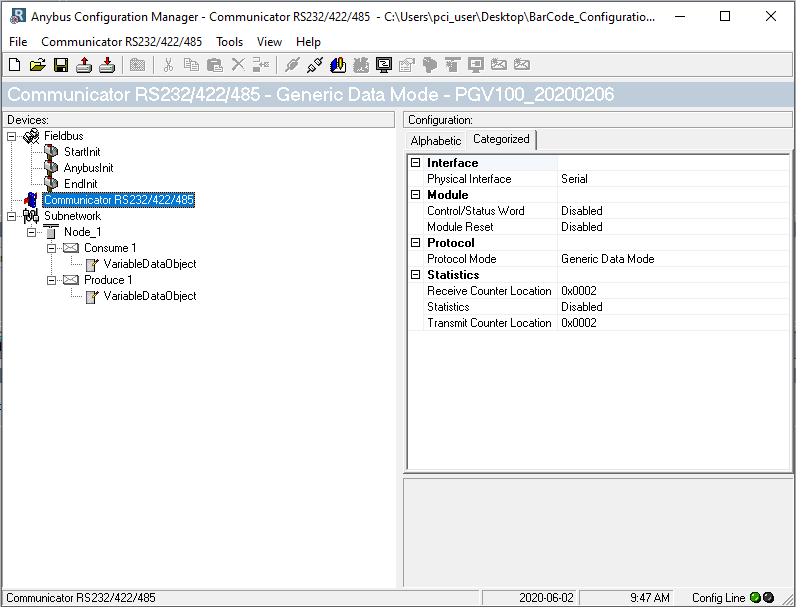 Anybus Configuration Manager - Communicator RS232/422/485 - C:\Users\pci_user\Desktop\BarCode_Configuratio...
File Communicator RS232/422/485 Tools View Help
Communicator RS232/422/485 - Generic Data Mode - PGV100_20200206
Devices:
Fieldbus
StartInit
AnybusInit
EndInit
Communicator RS232/422/485
Subnetwork
Node_1
Consume 1
VariableDataObject
Produce 1
VariableDataObject
Configuration:
Alphabetic Categorized
Interface
Physical Interface Serial
Module
Control/Status Word Disabled
Module Reset Disabled
Protocol
Protocol Mode Generic Data Mode
Statistics
Receive Counter Location 0x0002
Statistics Disabled
Transmit Counter Location 0x0002
Communicator RS232/422/485 2020-06-02 9:47 AM Config Line